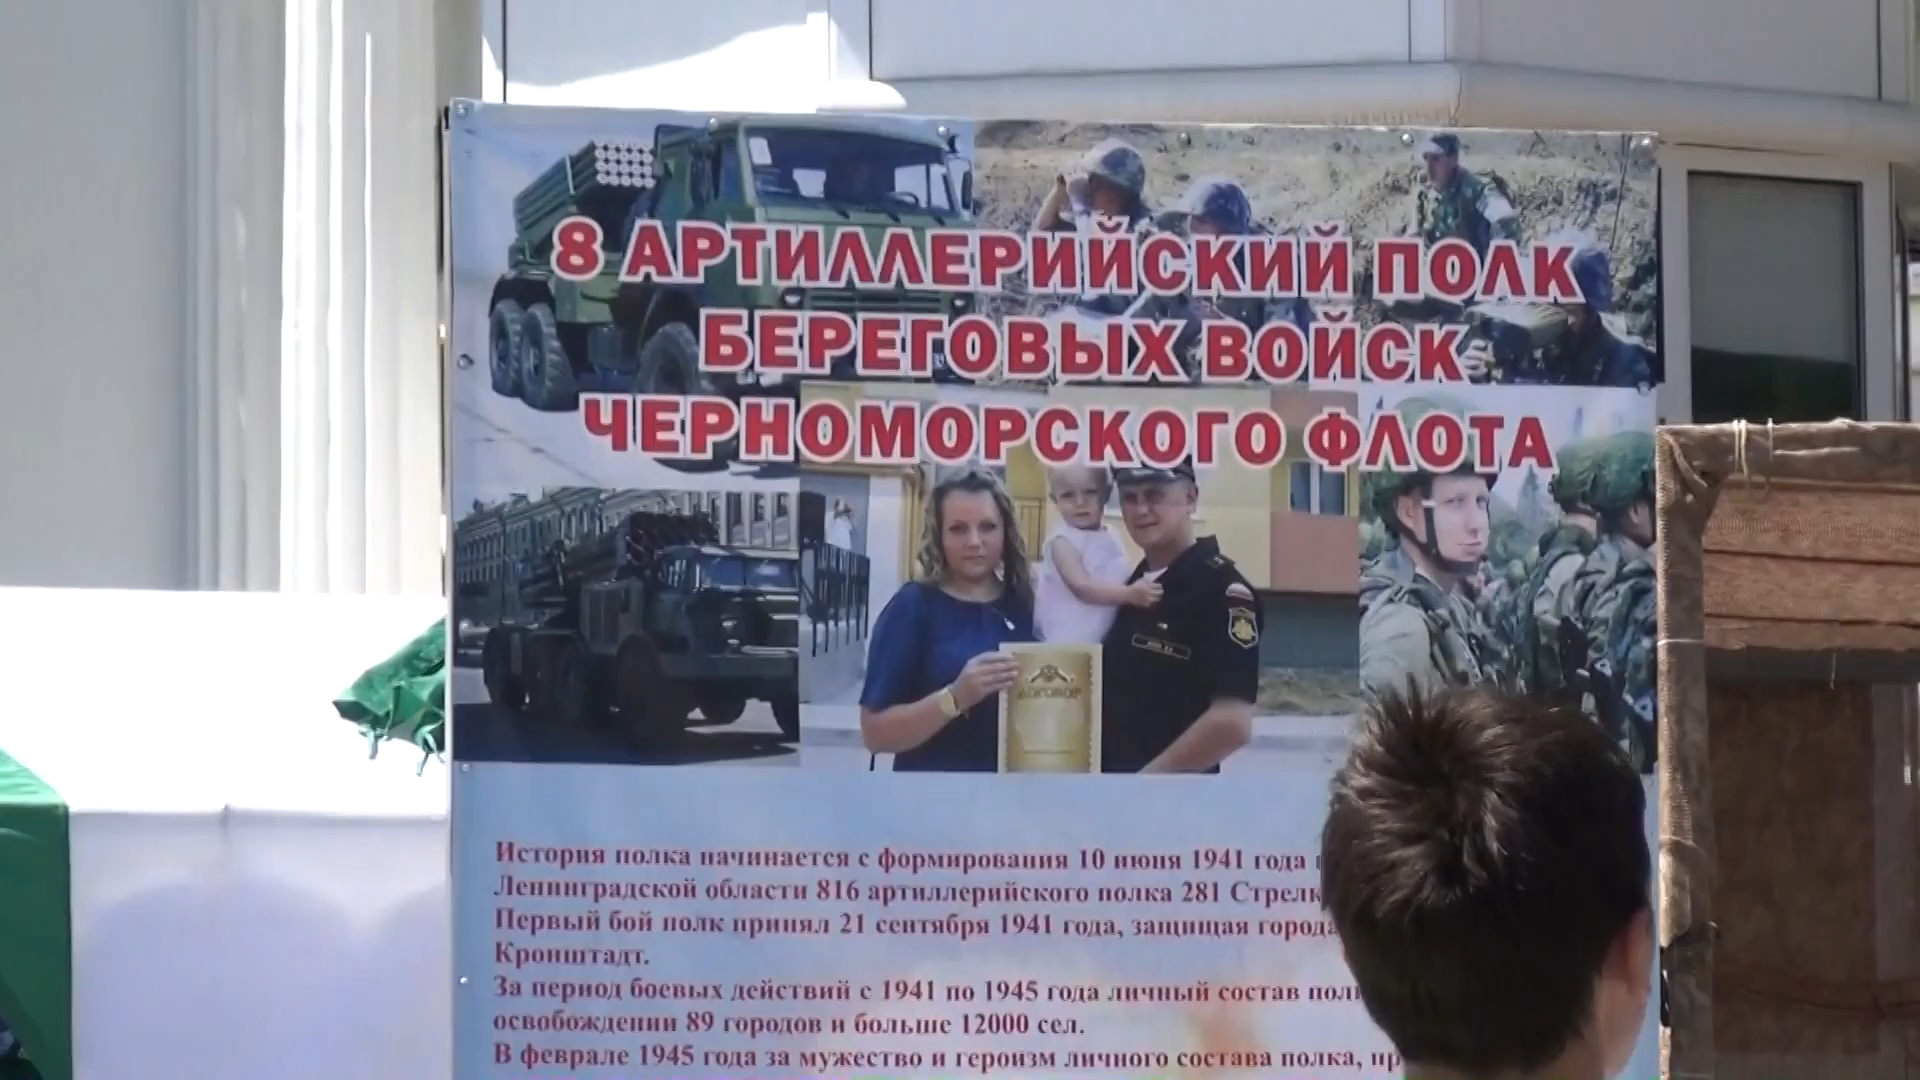 8 АРТИЛЛЕРИЙСКИЙ ПОЛК
БЕРЕГОВЫХ ВОЙСК
ЧЕРНОМОРСКОГО ФЛОТА
ДОГОВОР
История полка начинается с формирования 10 июня 1941 года
Ленинградской области 816 артиллерийского полка 281
Первый бой полк принял 21 сентября 1941 года, защищая города
Кронштадт.
За период боевых действий с 1941 по 1945 года личный состав
освобождении 89 городов и больше 12000 сел.
В феврале 1945 года за мужество и героизм личного состава полка,